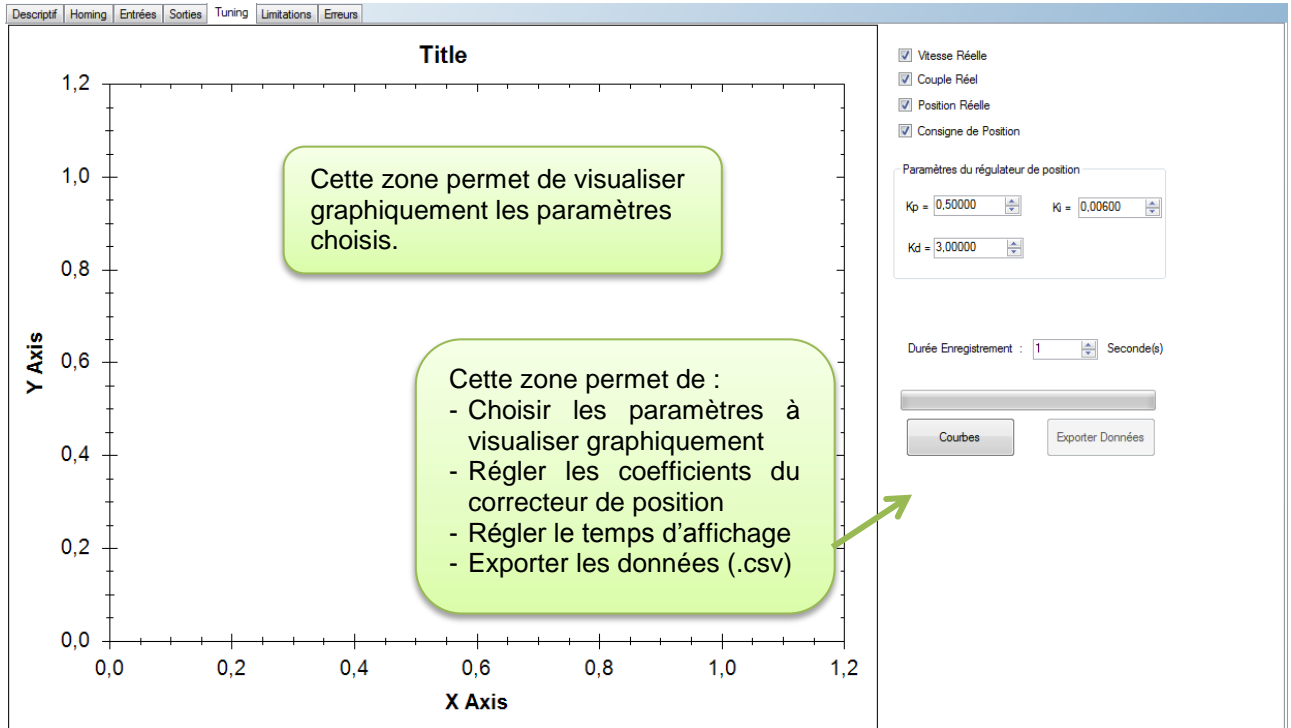 Descriptif Homing Entrées Sorties Tuning Limitations Erreurs
Title
1,2
1,0
0,8
0,6
0,4
0,2
0,0
Y Axis
0,0 0,2 0,4 0,6 0,8 1,0 1,2
X Axis
Cette zone permet de visualiser
graphiquement les paramètres
choisis.
Cette zone permet de :
- Choisir les paramètres à
visualiser graphiquement
- Régler les coefficients du
correcteur de position
- Régler le temps d’affichage
- Exporter les données (.csv)
Vitesse Réelle
Couple Réel
Position Réelle
Consigne de Position
Paramètres du régulateur de position
Kp = 0,50000 Ki = 0,00600
Kd = 3,00000
Durée Enregistrement : 1 Seconde(s)
Courbes Exporter Données